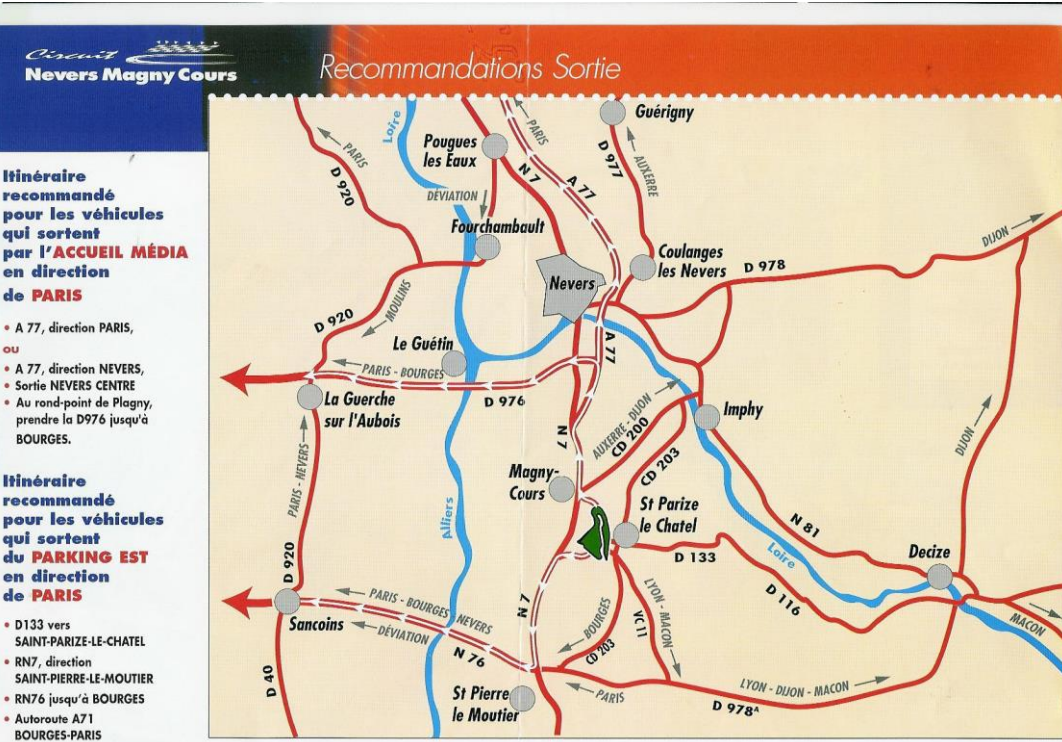 Circuit
Nevers Magny Cours
Recommandations Sortie
Itinéraire
recommandé
pour les véhicules
qui sortent
par l'ACCUEIL MÉDIA
en direction
de PARIS
• A 77, direction PARIS,
ou
• A 77, direction NEVERS,
• Sortie NEVERS CENTRE
• Au rond-point de Plagny,
prendre la D976 jusqu'à
BOURGES.
Itinéraire
recommandé
pour les véhicules
qui sortent
du PARKING EST
en direction
de PARIS
• D133 vers
SAINT-PARIZE-LE-CHATEL
• RN7, direction
SAINT-PIERRE-LE-MOUTIER
• RN76 jusqu'à BOURGES
• Autoroute A71
BOURGES-PARIS
Loire
PARIS
Guérigny
Pougues
les Eaux
PARIS
D 920
N 7
A 77
D 977
AUXERRE
DÉVIATION
Fourchambault
DIJON
Coulanges
les Nevers
D 978
Nevers
MOULINS
D 920
Le Guétin
A 77
PARIS - BOURGES
D 976
La Guerche
sur l'Aubois
AUXERRE - DIJON
CD 200
Imphy
N 7
CD 203
DIJON
PARIS - NEVERS
Magny-
Cours
St Parize
le Chatel
Alliers
N 81
Loire
D 133
Decize
D 920
N 7
D 116
PARIS - BOURGES
NEVERS
DÉVIATION
Sancoins
BOURGES
CD 203
VC 11
LYON - MACON
MACON
N 76
D 40
St Pierre
le Moutier
PARIS
D 978ᴬ
LYON - DIJON - MACON